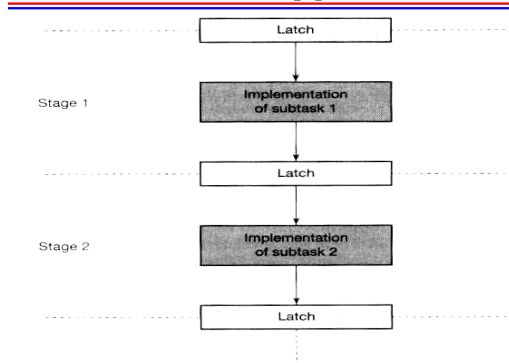 Latch
Stage 1
Implementation
of subtask 1
Latch
Stage 2
Implementation
of subtask 2
Latch